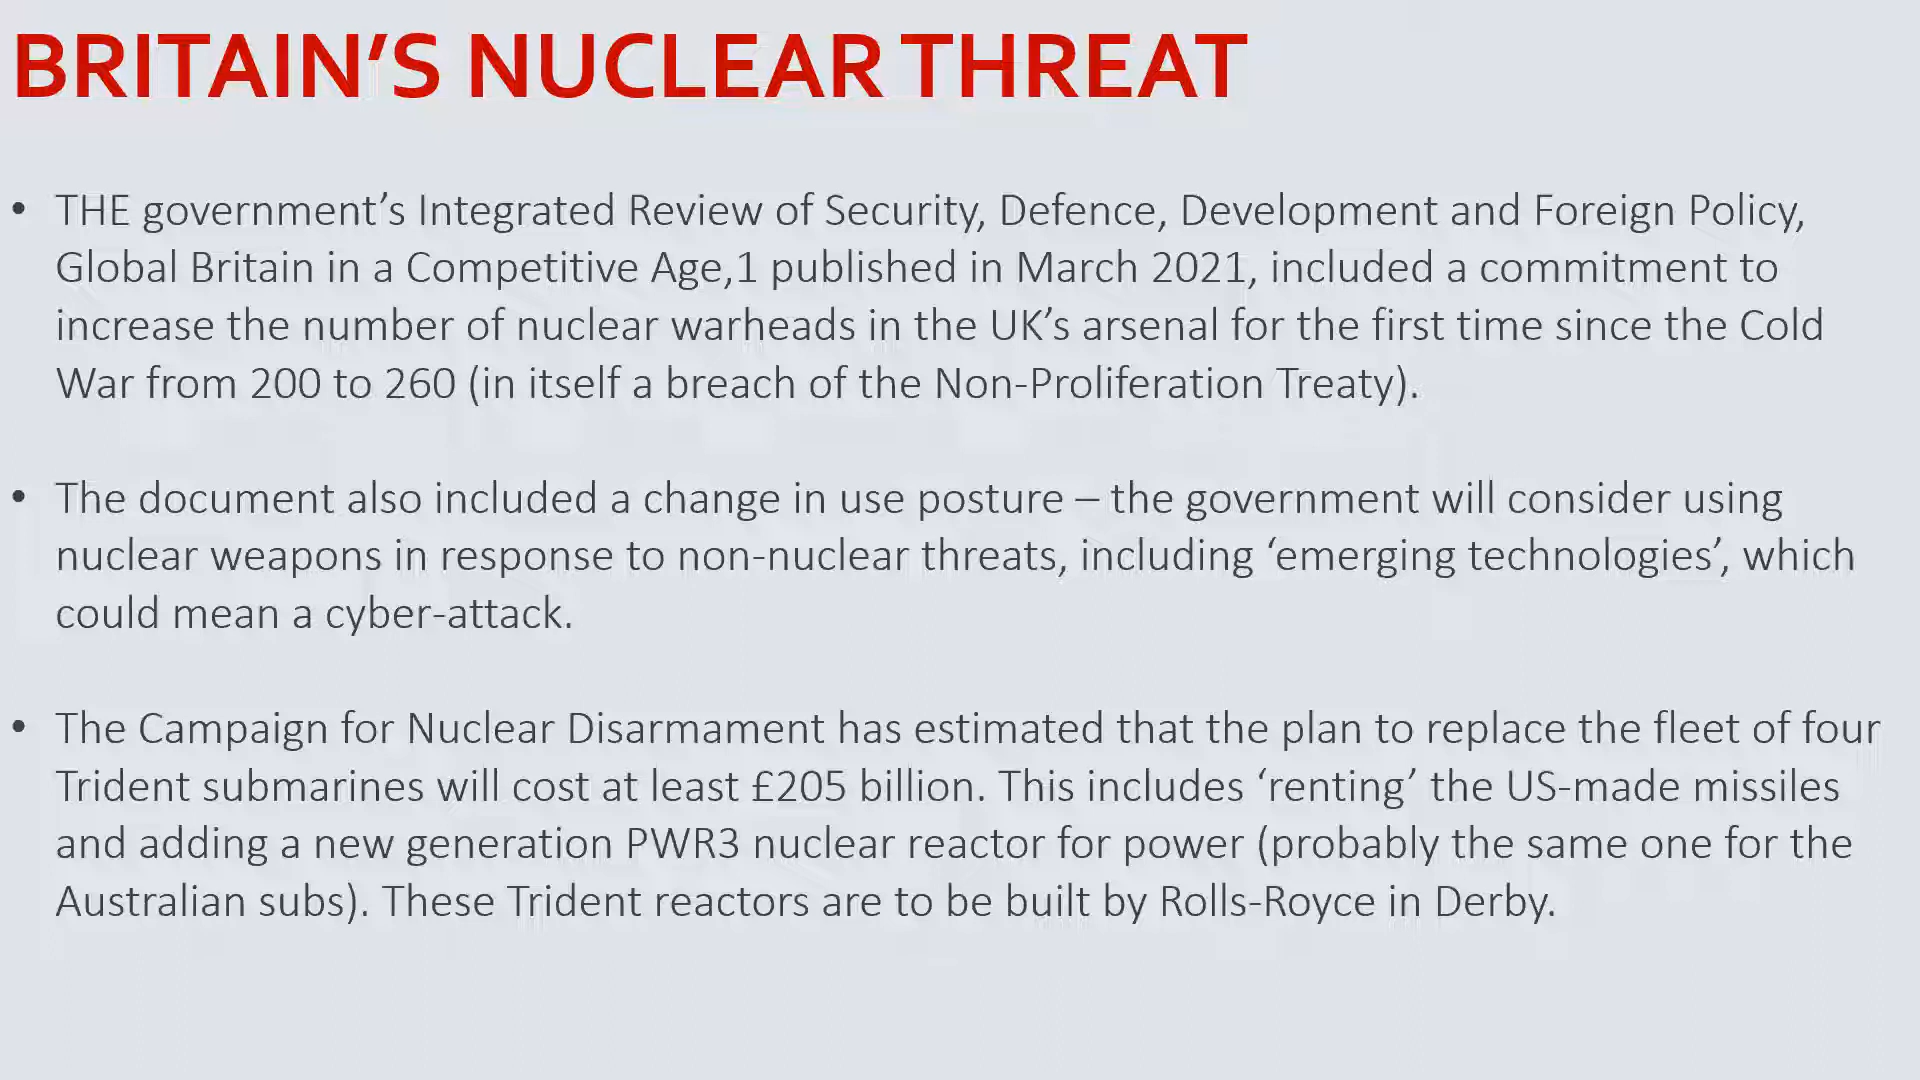 BRITAIN’S NUCLEAR THREAT
• THE government’s Integrated Review of Security, Defence, Development and Foreign Policy,
Global Britain in a Competitive Age,1 published in March 2021, included a commitment to
increase the number of nuclear warheads in the UK’s arsenal for the first time since the Cold
War from 200 to 260 (in itself a breach of the Non-Proliferation Treaty).
• The document also included a change in use posture – the government will consider using
nuclear weapons in response to non-nuclear threats, including ‘emerging technologies’, which
could mean a cyber-attack.
• The Campaign for Nuclear Disarmament has estimated that the plan to replace the fleet of four
Trident submarines will cost at least £205 billion. This includes ‘renting’ the US-made missiles
and adding a new generation PWR3 nuclear reactor for power (probably the same one for the
Australian subs). These Trident reactors are to be built by Rolls-Royce in Derby.